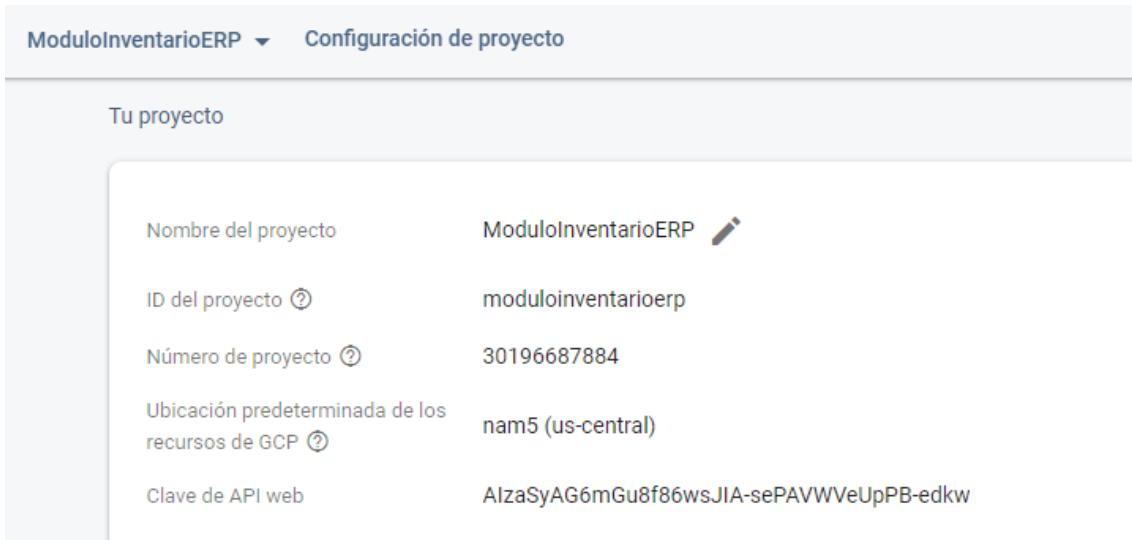 ModuloInventarioERP Configuración de proyecto
Tu proyecto
Nombre del proyecto ModuloInventarioERP
ID del proyecto moduloinventarioerp
Número de proyecto 30196687884
Ubicación predeterminada de los
recursos de GCP nam5 (us-central)
Clave de API web AIzaSyAG6mGu8f86wsJIA-sePAVWVeUpPB-edkw